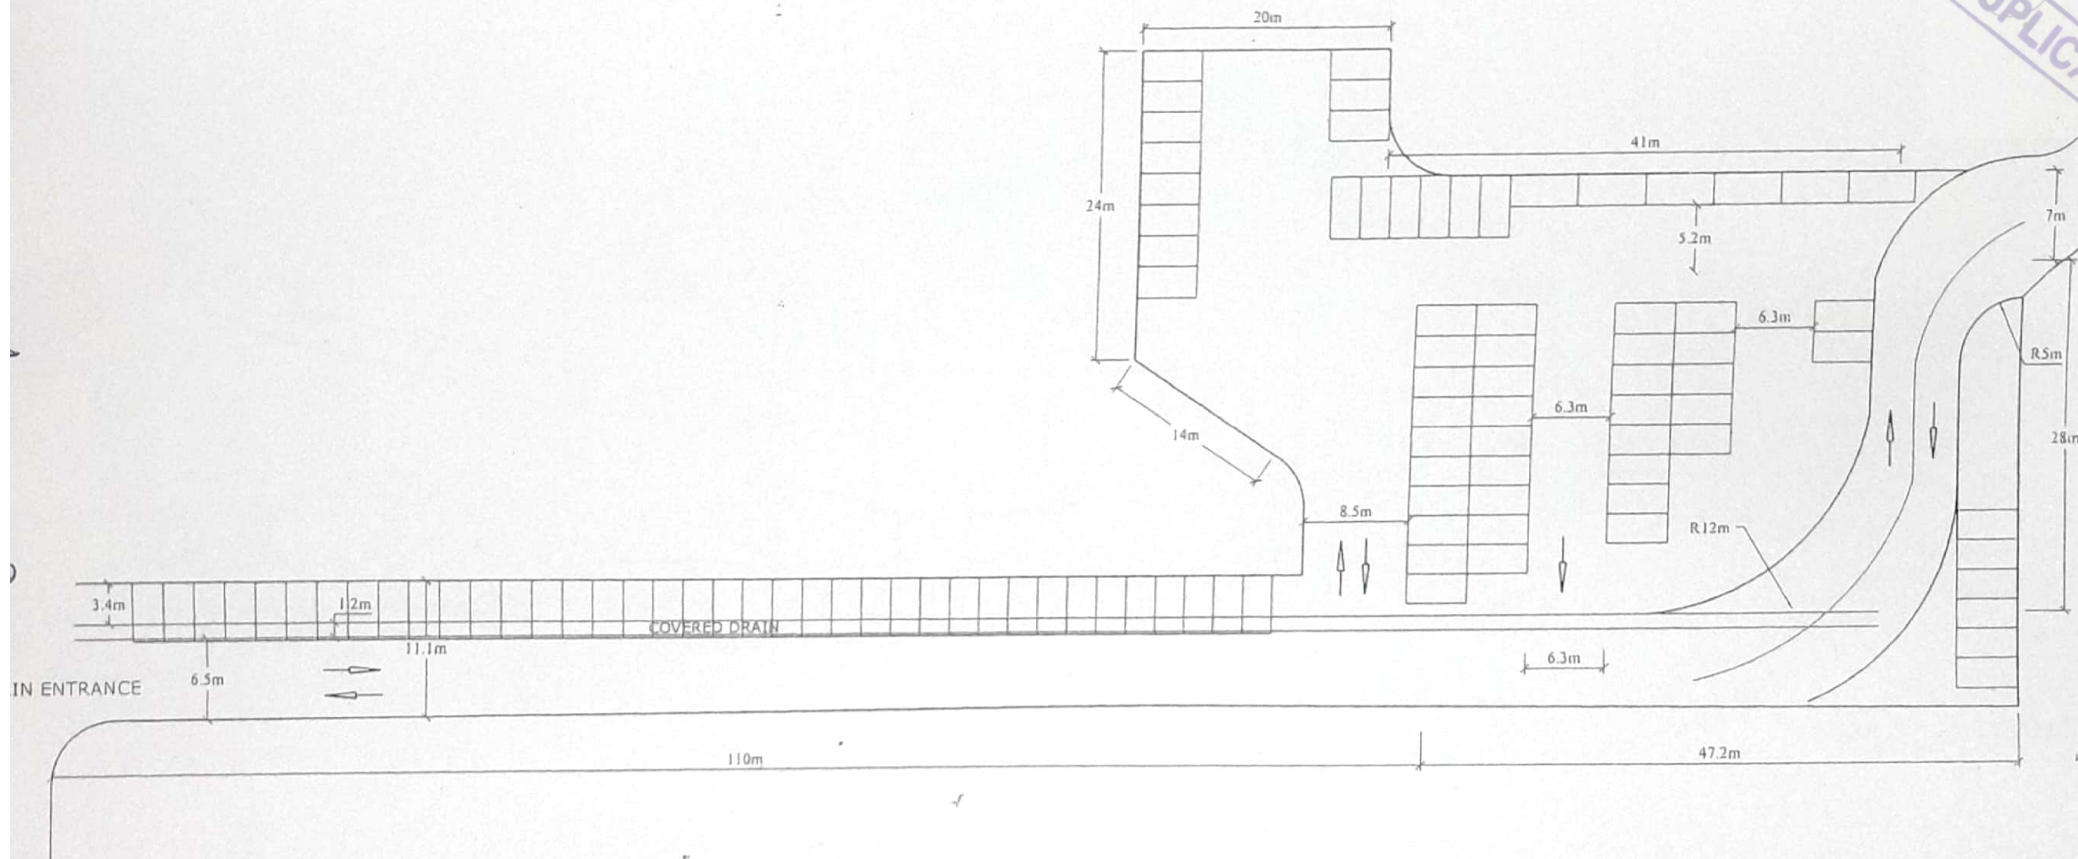 20m
41m
24m
7m
5.2m
6.3m
R5m
6.3m
14m
28m
8.5m
R12m
3.4m
1.2m
COVERED DRAIN
11.1m
6.3m
6.5m
IN ENTRANCE
110m
47.2m